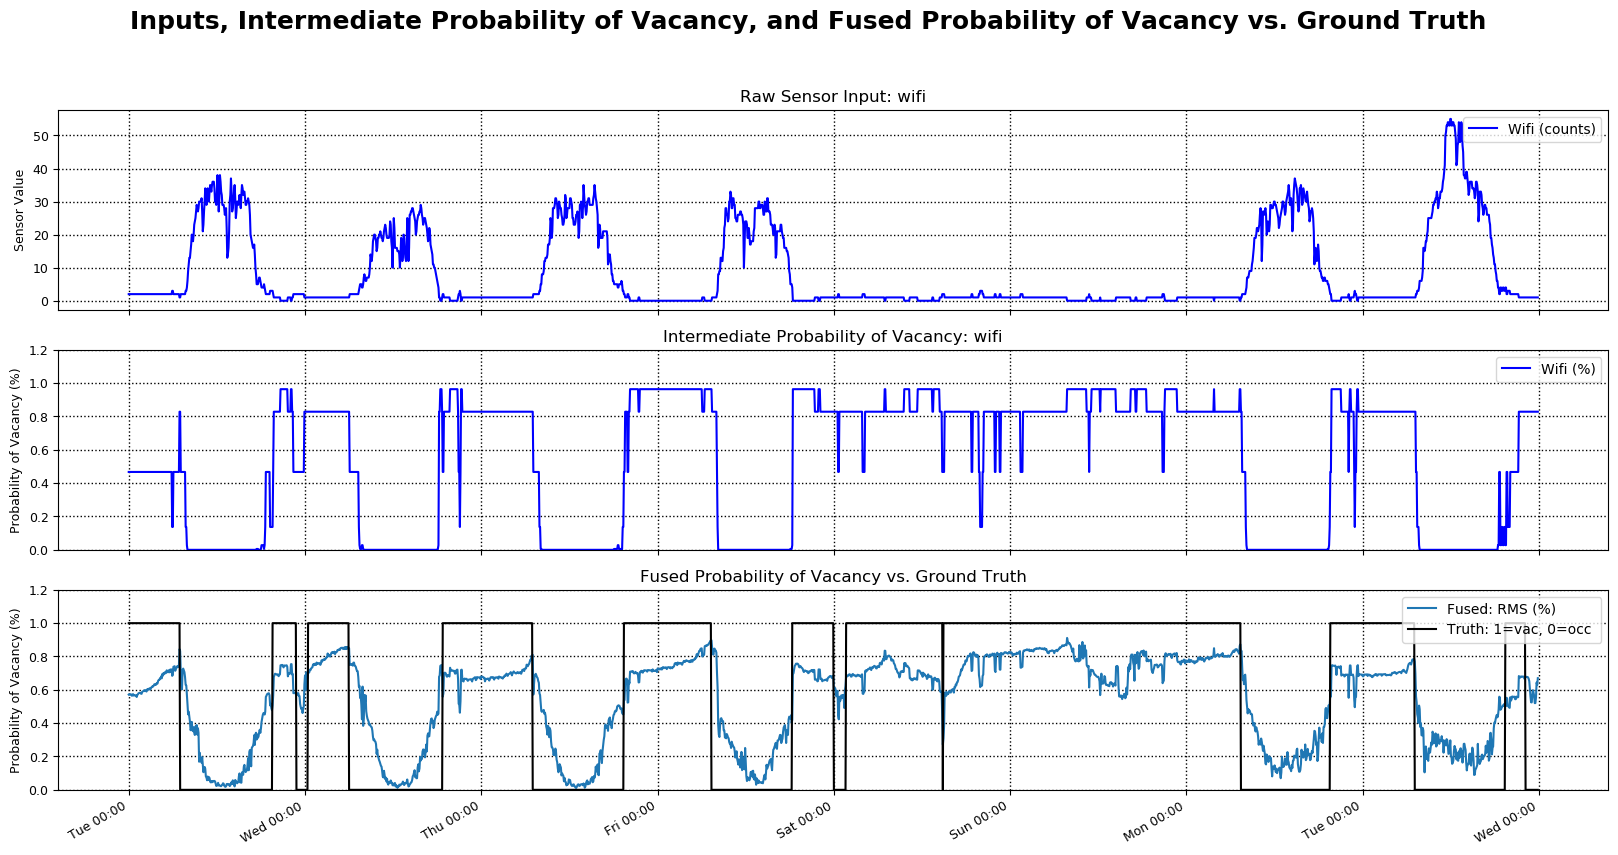 Inputs, Intermediate Probability of Vacancy, and Fused Probability of Vacancy vs. Ground Truth
Raw Sensor Input: wifi
Sensor Value
50
40
30
20
10
0
Wifi (counts)
Intermediate Probability of Vacancy: wifi
Probability of Vacancy (%)
1.2
1.0
0.8
0.6
0.4
0.2
0.0
Wifi (%)
Fused Probability of Vacancy vs. Ground Truth
Probability of Vacancy (%)
1.2
1.0
0.8
0.6
0.4
0.2
0.0
Fused: RMS (%)
Truth: 1=vac, 0=occ
Tue 00:00
Wed 00:00
Thu 00:00
Fri 00:00
Sat 00:00
Sun 00:00
Mon 00:00
Tue 00:00
Wed 00:00